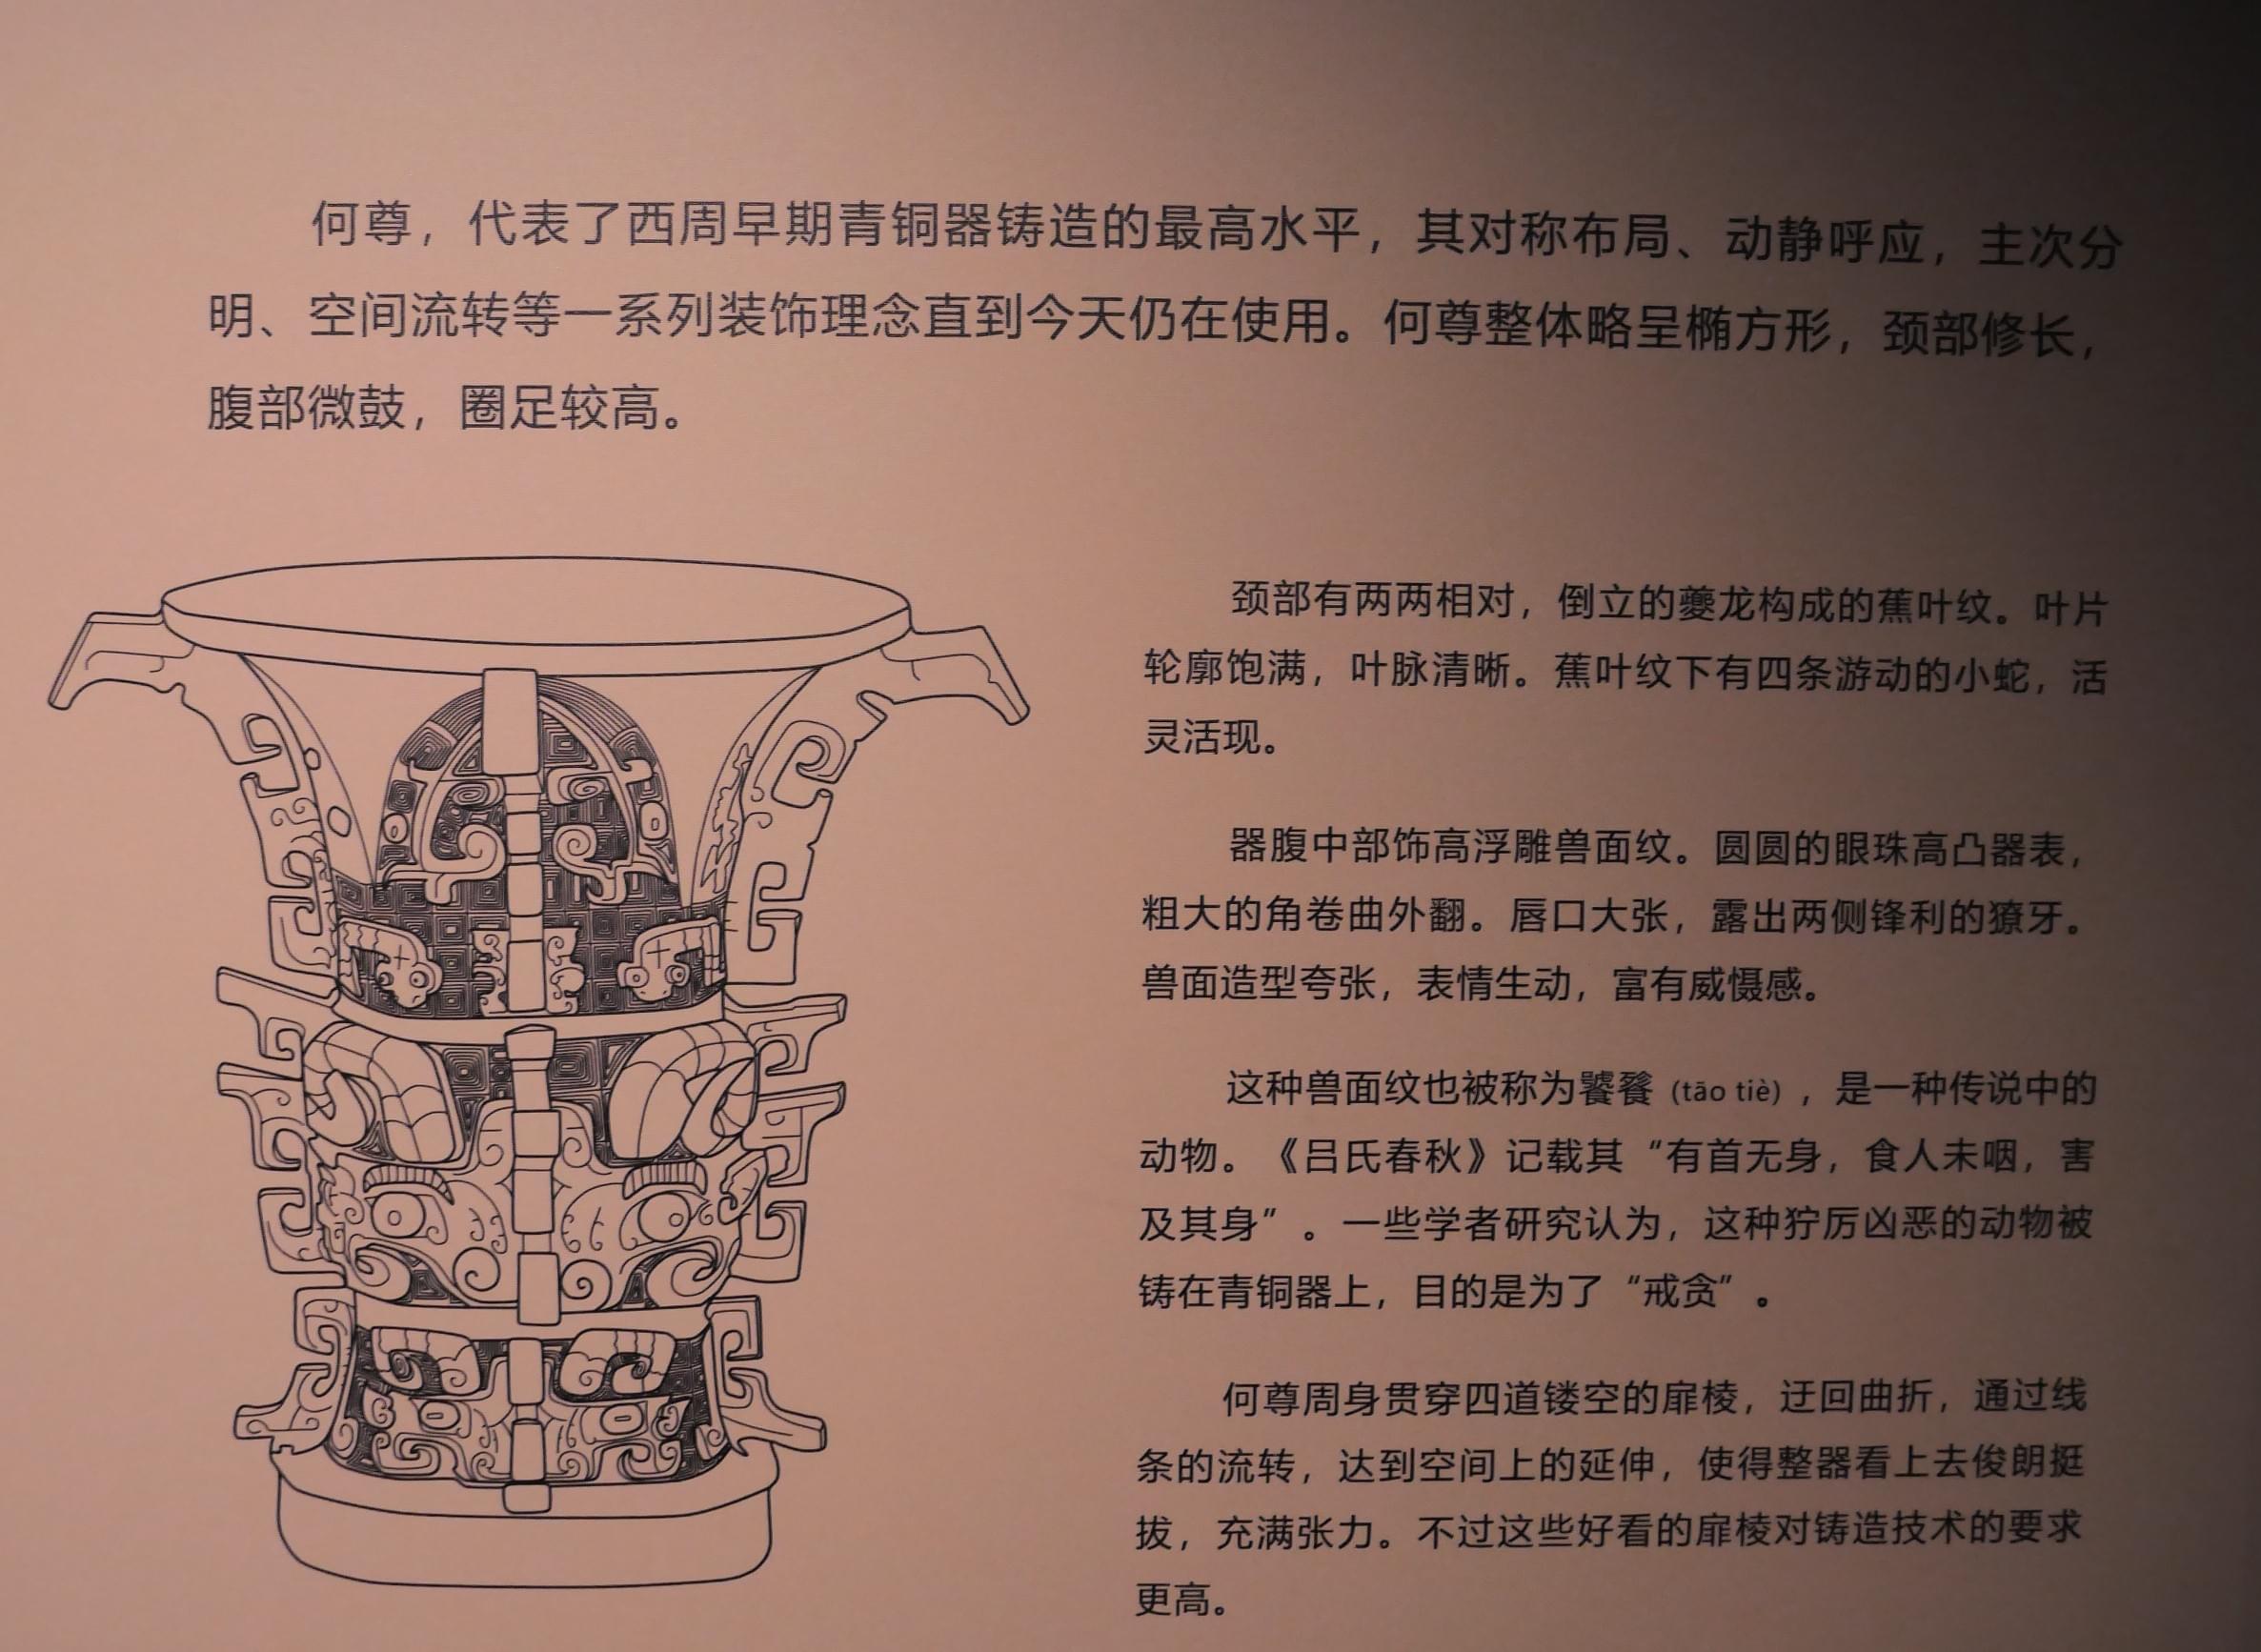 何尊，代表了西周早期青铜器铸造的最高水平，其对称布局、动静呼应，主次分
明、空间流转等一系列装饰理念直到今天仍在使用。何尊整体略呈椭方形，颈部修长，
腹部微鼓，圈足较高。
颈部有两两相对，倒立的夔龙构成的蕉叶纹。叶片
轮廓饱满，叶脉清晰。蕉叶纹下有四条游动的小蛇，活
灵活现。
器腹中部饰高浮雕兽面纹。圆圆的眼珠高凸器表，
粗大的角卷曲外翻。唇口大张，露出两侧锋利的獠牙。
兽面造型夸张，表情生动，富有威慑感。
这种兽面纹也被称为饕餮（tāo tiè），是一种传说中的
动物。《吕氏春秋》记载其“有首无身，食人未咽，害
及其身”。一些学者研究认为，这种狞厉凶恶的动物被
铸在青铜器上，目的是为了“戒贪”。
何尊周身贯穿四道镂空的扉棱，迂回曲折，通过线
条的流转，达到空间上的延伸，使得整器看上去俊朗挺
拔，充满张力。不过这些好看的扉棱对铸造技术的要求
更高。